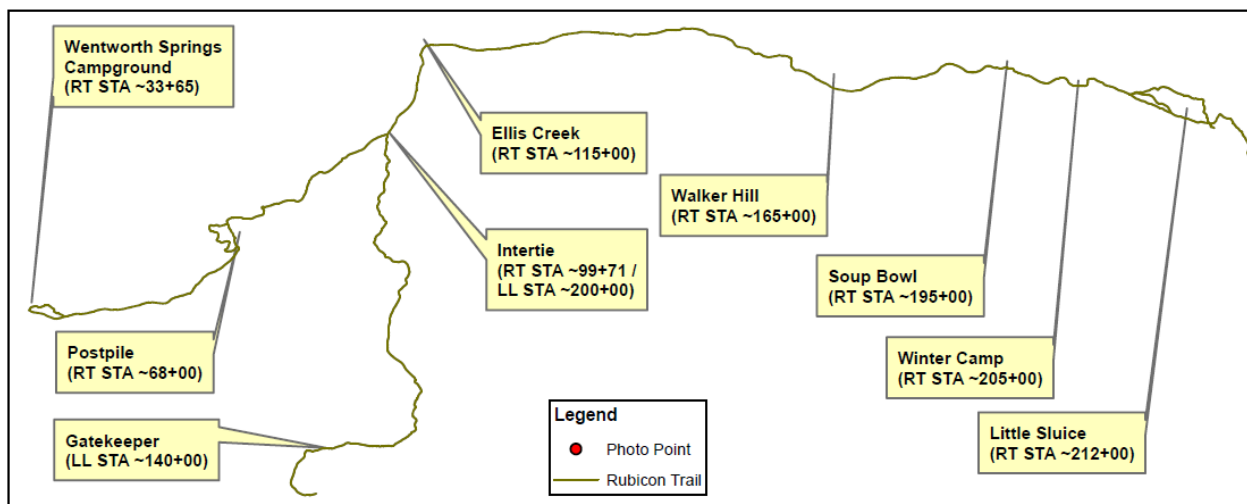 Wentworth Springs
Campground
(RT STA ~33+65)
Ellis Creek
(RT STA ~115+00)
Walker Hill
(RT STA ~165+00)
Intertie
(RT STA ~99+71 /
LL STA ~200+00)
Soup Bowl
(RT STA ~195+00)
Postpile
(RT STA ~68+00)
Winter Camp
(RT STA ~205+00)
Gatekeeper
(LL STA ~140+00)
Legend
Photo Point
Rubicon Trail
Little Sluice
(RT STA ~212+00)